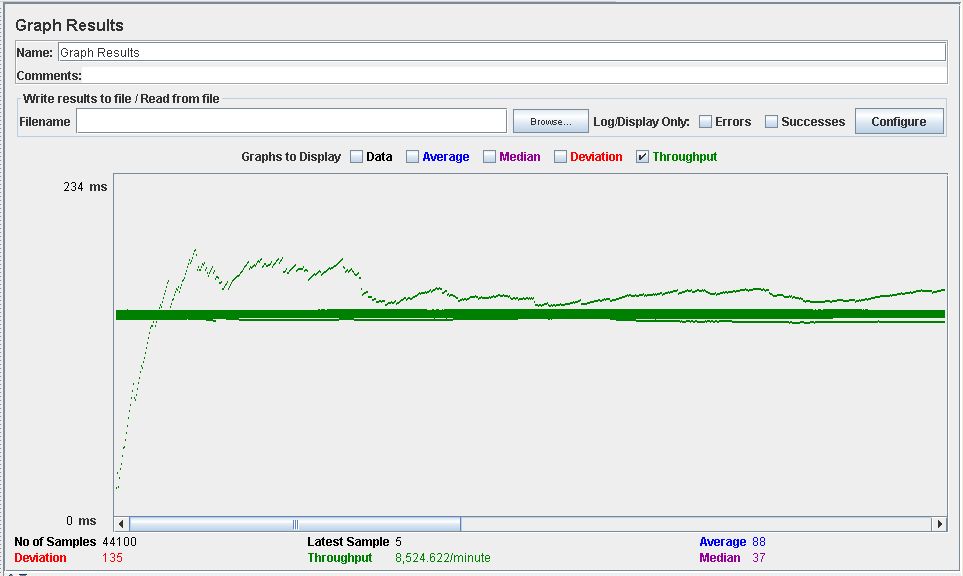 Graph Results
Name: Graph Results
Comments:
Write results to file / Read from file
Filename Browse... Log/Display Only: Errors Successes Configure
Graphs to Display Data Average Median Deviation Throughput
234 ms
0 ms
No of Samples 44100 Latest Sample 5 Average 88
Deviation 135 Throughput 8,524.622/minute Median 37